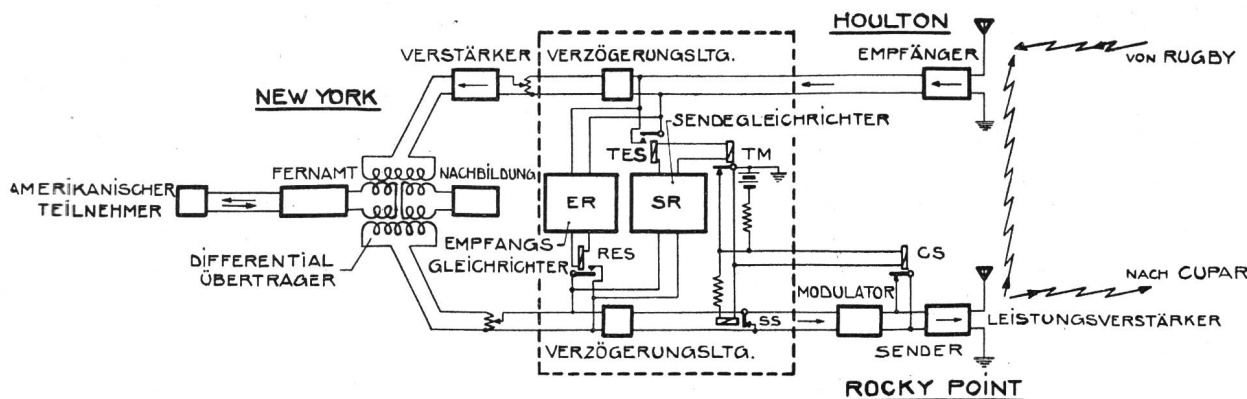 HOULTON
VERSTÄRKER
VERZÖGERUNGSLTG.
EMPFÄNGER
VON RUGBY
NEW YORK
SENDEGLEICHRICHTER
TES
TM
FERNAMT
NACHBILDUNG
AMERIKANISCHER
TEILNEHMER
ER
SR
EMPFANGS
GLEICHRICHTER
RES
CS
DIFFERENTIAL
ÜBERTRÄGER
NACH CUPAR
MODULATOR
SS
LEISTUNGSVERSTÄRKER
VERZÖGERUNGSLTG.
SENDER
ROCKY POINT